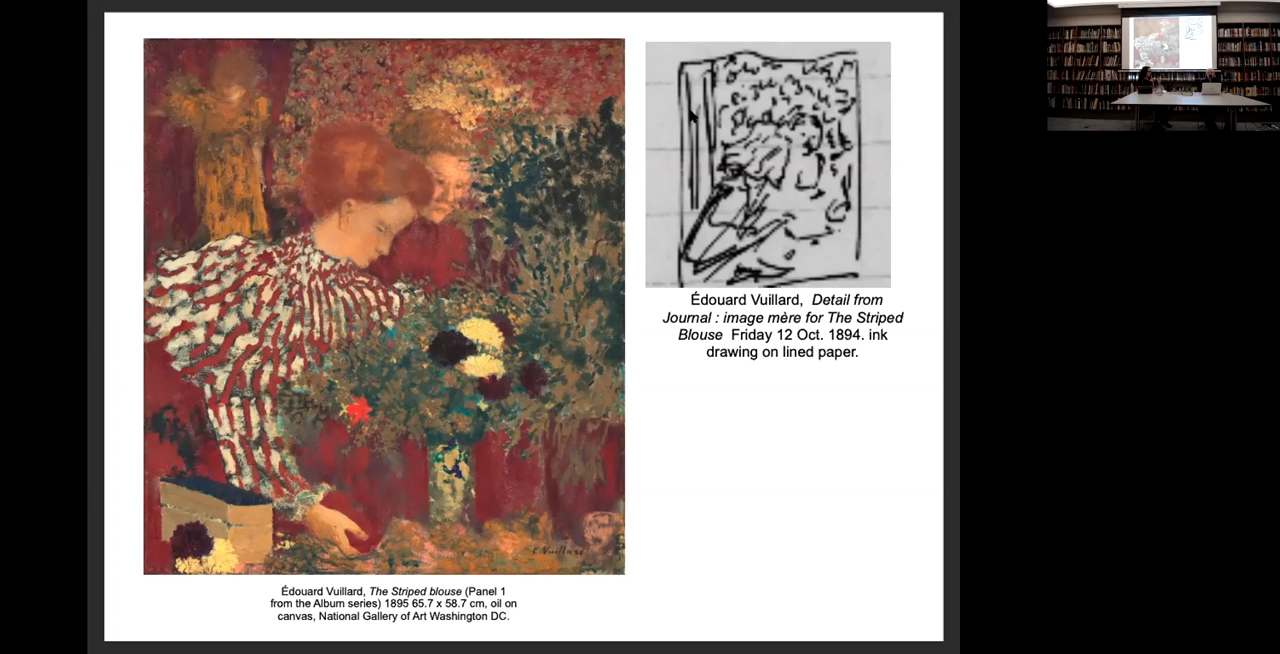 E. Vuillard
Édouard Vuillard, Detail from
Journal : image mère for The Striped
Blouse Friday 12 Oct. 1894. ink
drawing on lined paper.
Édouard Vuillard, The Striped blouse (Panel 1
from the Album series) 1895 65.7 x 58.7 cm, oil on
canvas, National Gallery of Art Washington DC.